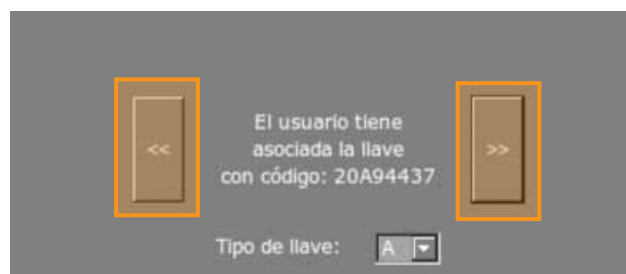 El usuario tiene
<< asociada la llave >>
con código: 20A94437
Tipo de llave: A